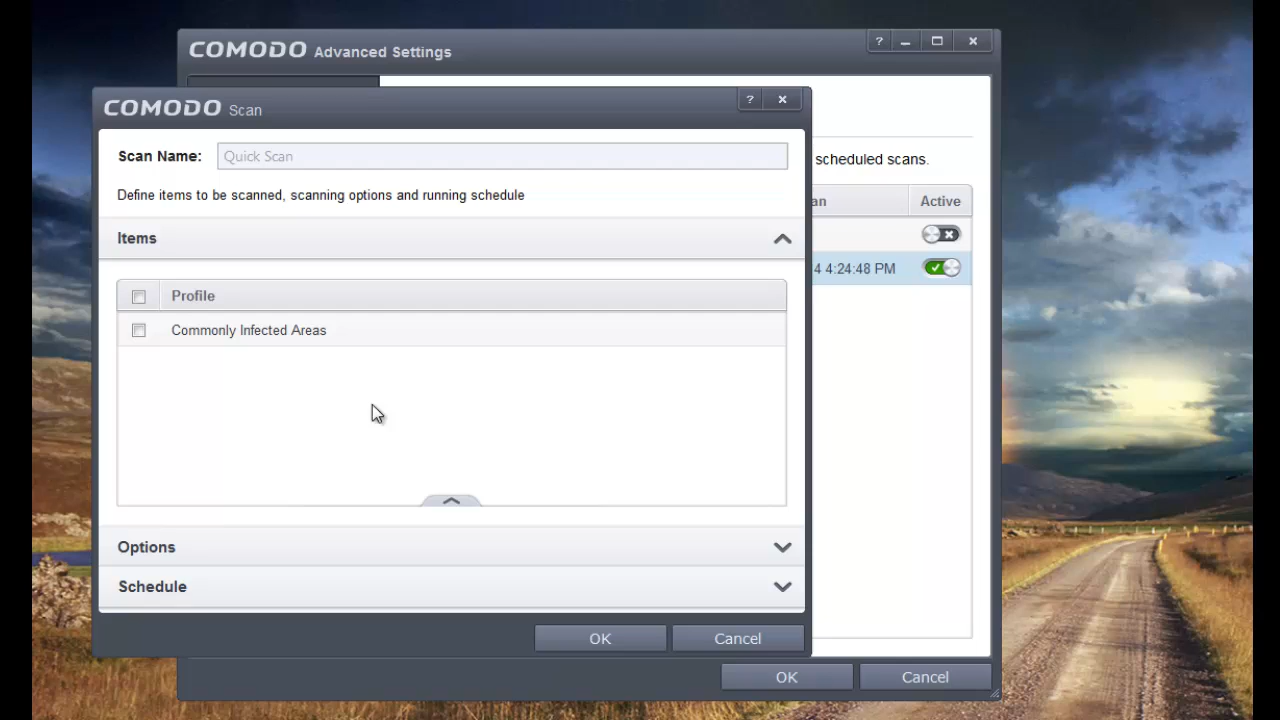 COMODO Advanced Settings
COMODO Scan
Scan Name: Quick Scan
scheduled scans.
Define items to be scanned, scanning options and running schedule
an Active
Items
4 4:24:48 PM
Profile
Commonly Infected Areas
Options
Schedule
OK Cancel
OK Cancel